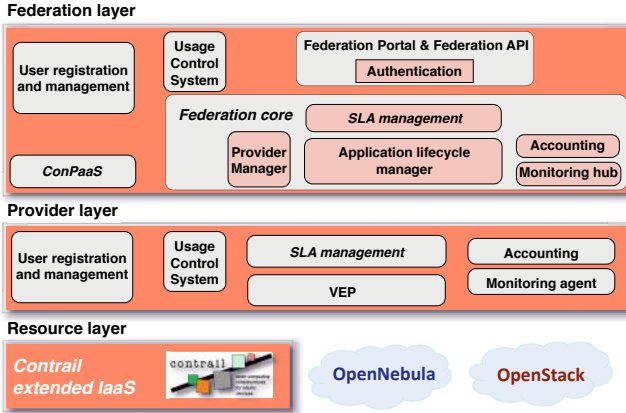 Federation layer
User registration
and management
Usage
Control
System
Federation Portal & Federation API
Authentication
Federation core
SLA management
Provider
Manager
Application lifecycle
manager
Accounting
Monitoring hub
ConPaaS
Provider layer
User registration
and management
Usage
Control
System
SLA management
VEP
Accounting
Monitoring agent
Resource layer
Contrail
extended IaaS
contrail
OpenNebula
OpenStack